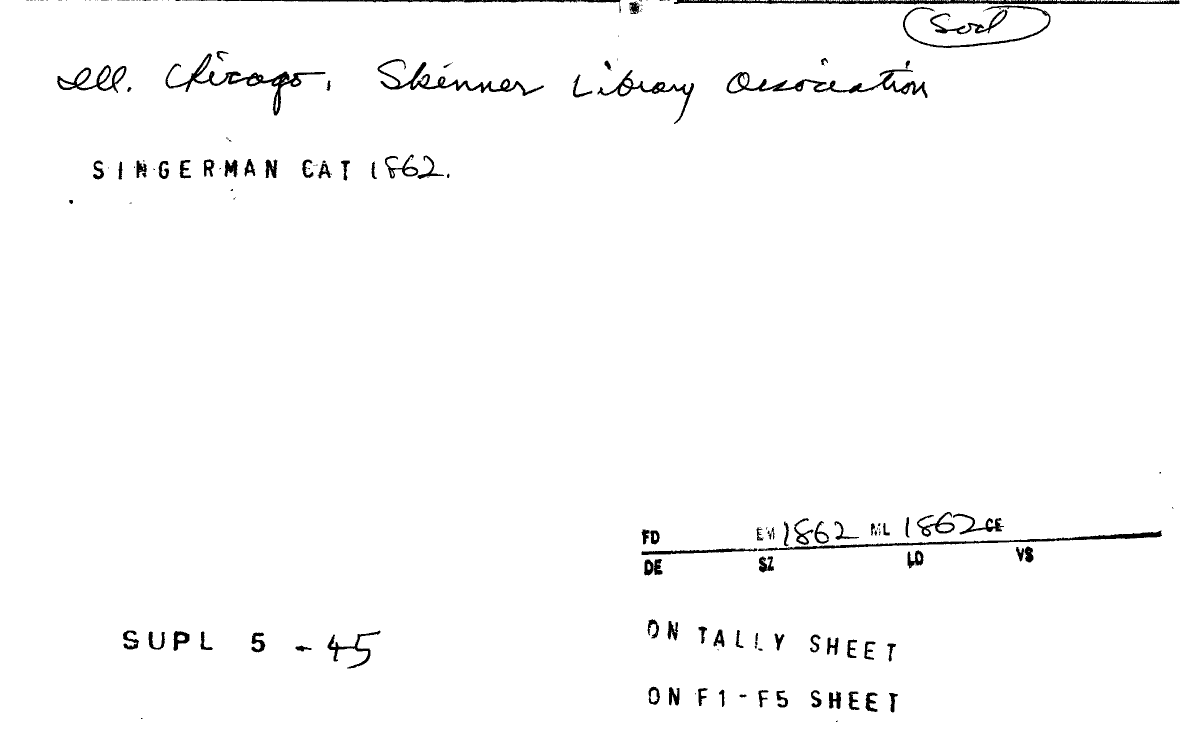 Socl
Ill. Chicago, Skinner Library Association
SINGERMAN CAT 1862.
FD EM 1862 ML 1862 CE
DE SZ LD VS
SUPL 5 - 45
ON TALLY SHEET
ON F1-F5 SHEET